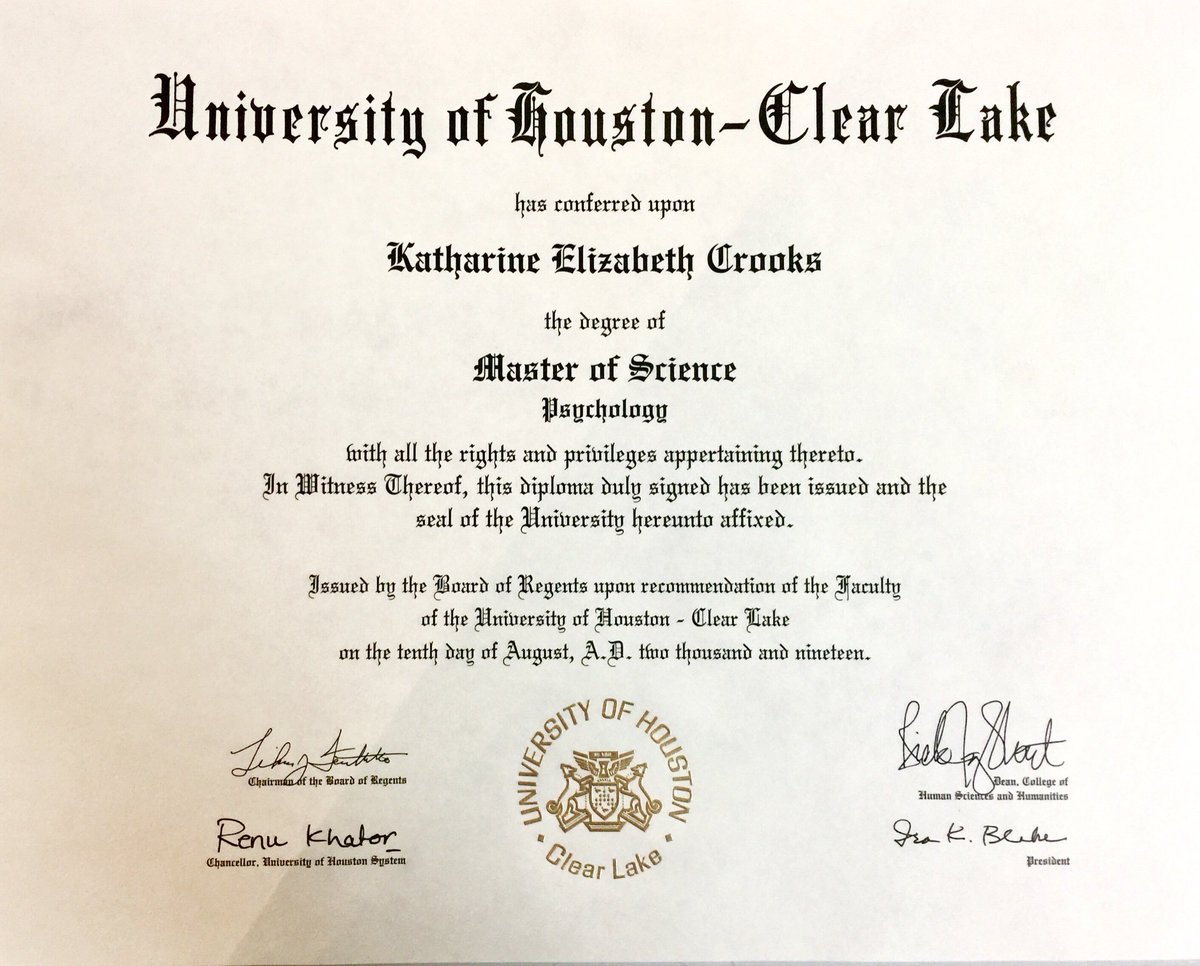 University of Houston-Clear Lake
has conferred upon
Katharine Elizabeth Crooks
the degree of
Master of Science
Psychology
with all the rights and privileges appertaining thereto.
In Witness Thereof, this diploma duly signed has been issued and the
seal of the University hereunto affixed.
Issued by the Board of Regents upon recommendation of the Faculty
of the University of Houston - Clear Lake
on the tenth day of August, A.D. two thousand and nineteen.
Chairman of the Board of Regents
Renu Khator
Chancellor, University of Houston System
UNIVERSITY OF HOUSTON
Clear Lake
Dean, College of
Human Sciences and Humanities
Ira K. Blake
President